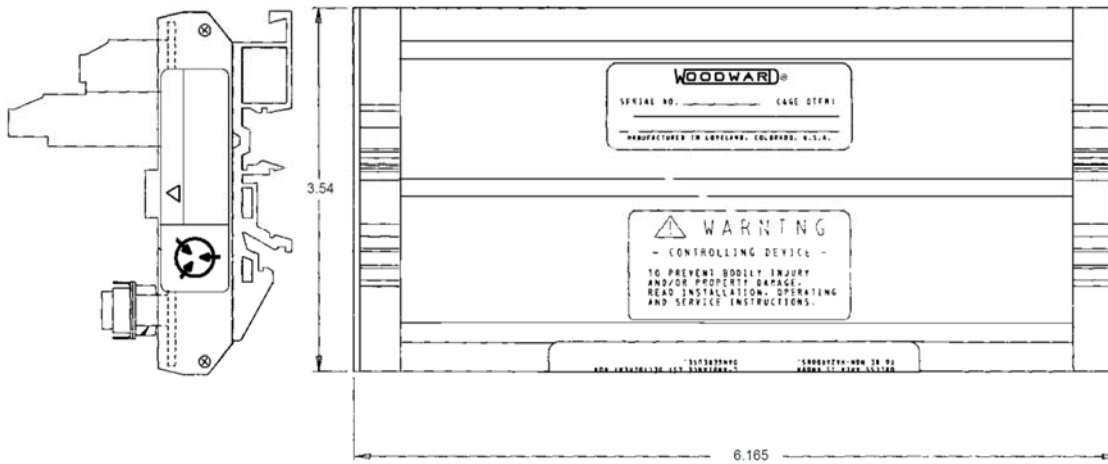 WOODWARD®
SERIAL NO. CAGE
MANUFACTURED IN LOVELAND, COLORADO, U.S.A.
3.54
WARNING
- CONTROLLING DEVICE -
TO PREVENT BODILY INJURY
AND/OR PROPERTY DAMAGE,
READ INSTALLATION, OPERATING
AND SERVICE INSTRUCTIONS.
6.165